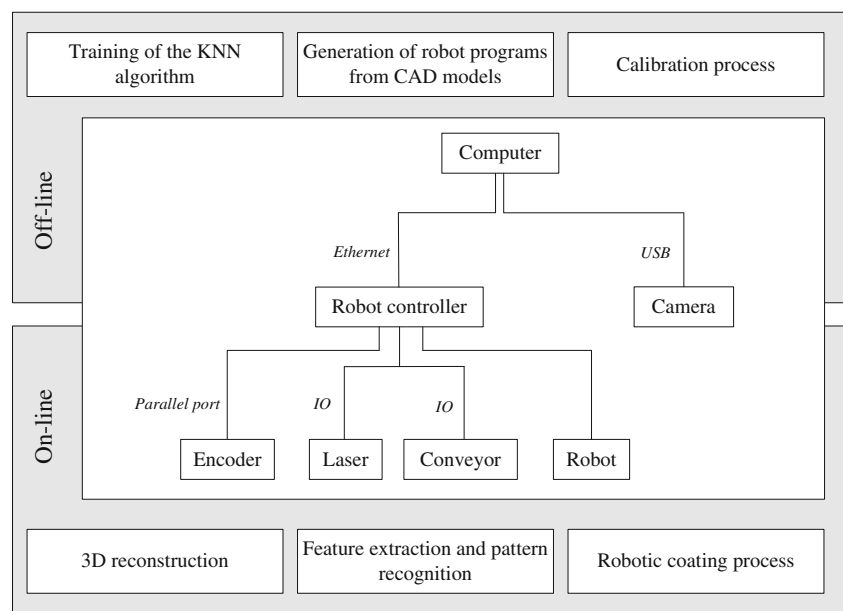 Training of the KNN
algorithm
Generation of robot programs
from CAD models
Calibration process
Off-line
Computer
Ethernet
USB
Robot controller
Camera
On-line
Parallel port
IO
IO
Encoder
Laser
Conveyor
Robot
3D reconstruction
Feature extraction and pattern
recognition
Robotic coating process